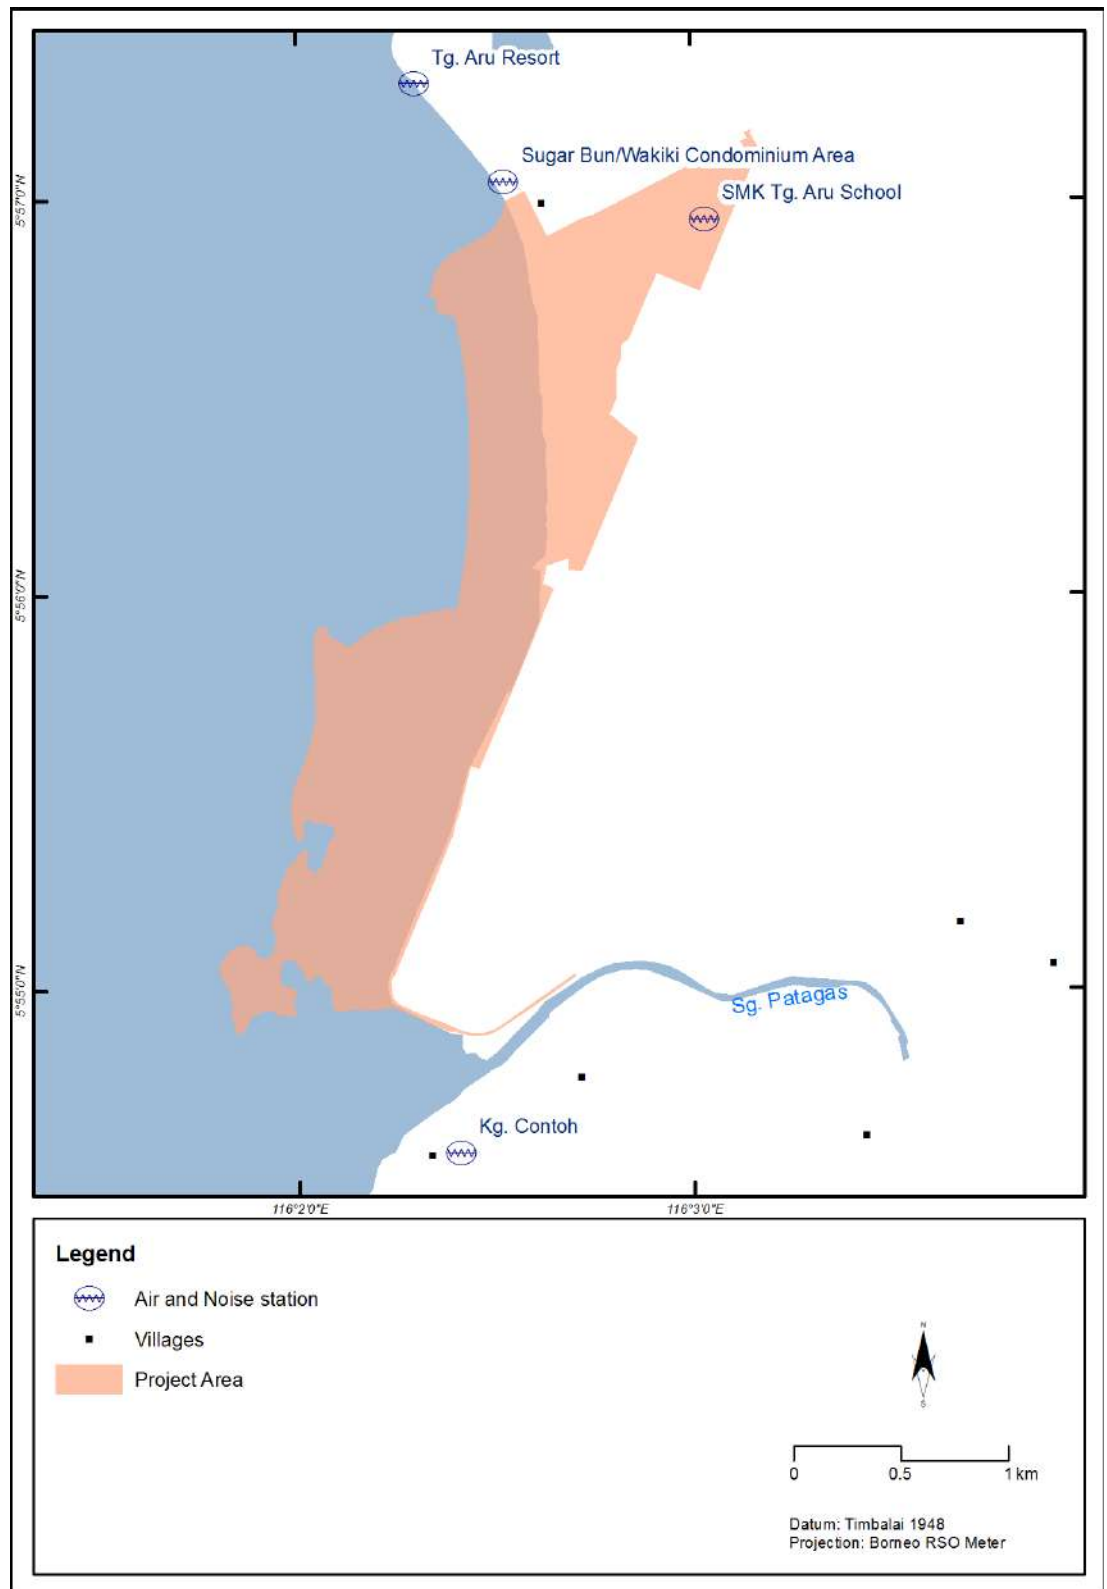 Tg. Aru Resort
Sugar Bun/Wakiki Condominium Area
SMK Tg. Aru School
5°57'0"N
5°56'0"N
5°55'0"N
Sg. Patagas
Kg. Contoh
116°2'0"E
116°3'0"E
Legend
Air and Noise station
Villages
Project Area
N
S
0
0.5
1 km
Datum: Timbalai 1948
Projection: Borneo RSO Meter